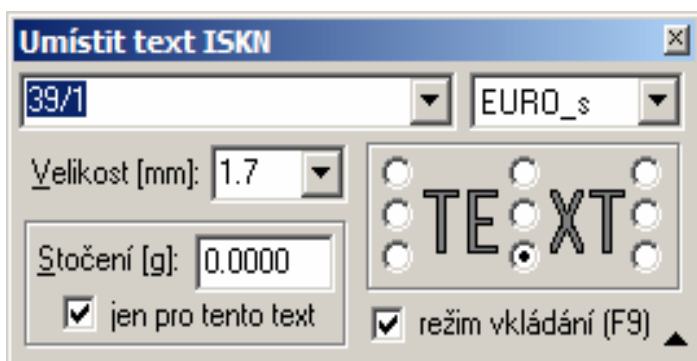 Umístit text ISKN
39/1 EURO_s
Velikost [mm]: 1.7
TEXT
Stočení [g]: 0.0000
jen pro tento text
režim vkládání (F9)